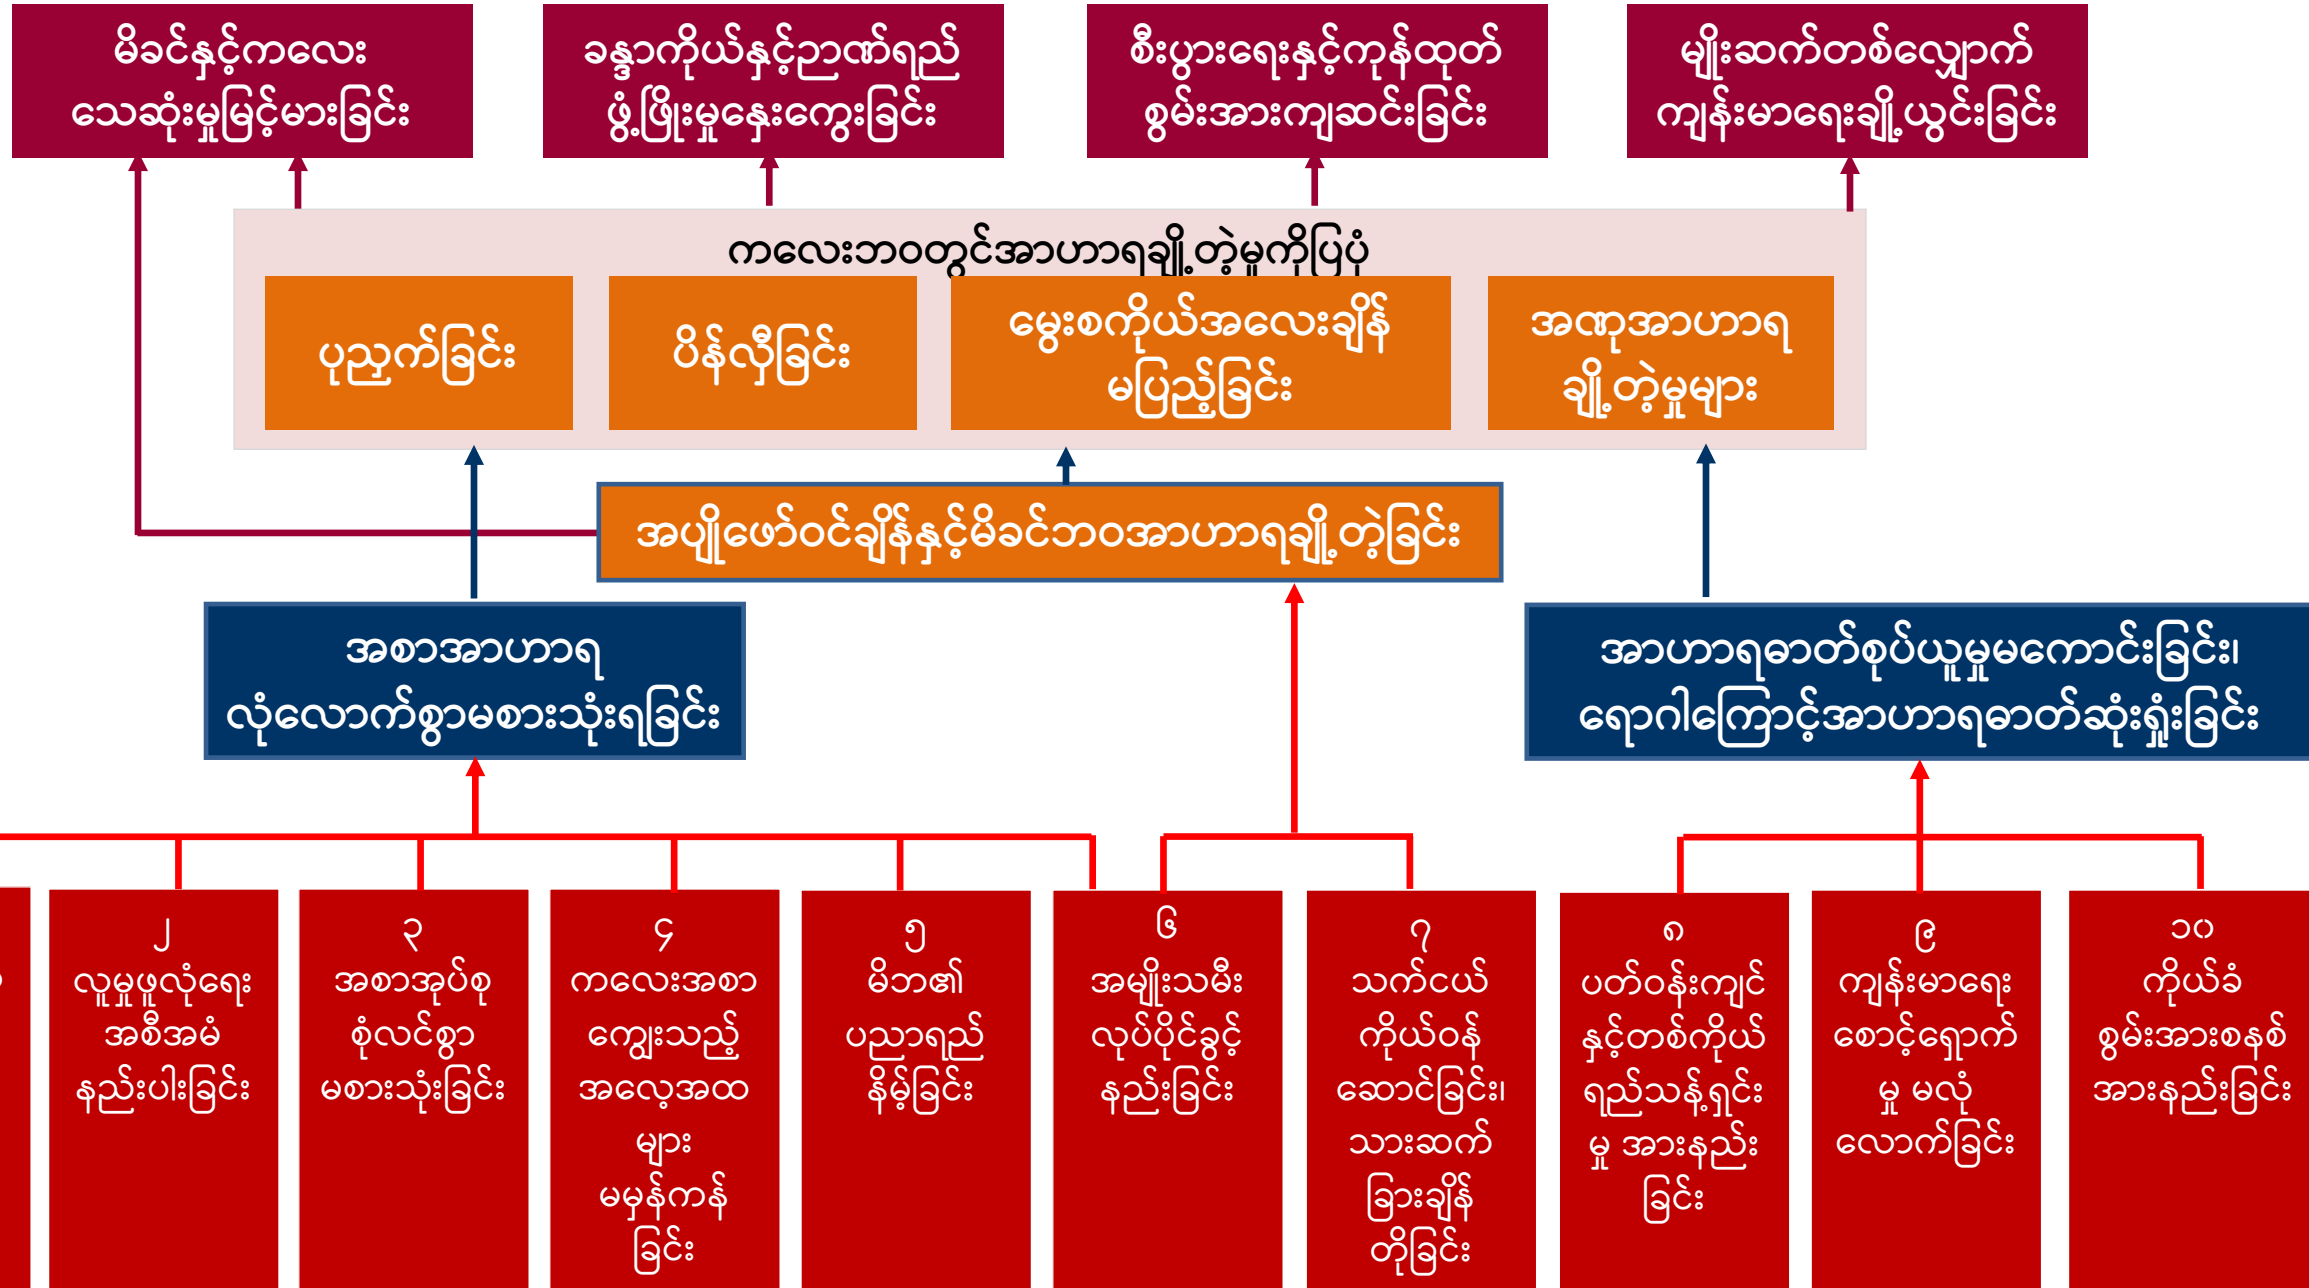 မိခင်နှင့်ကလေး
သေဆုံးမှုမြင့်မားခြင်း
ခန္ဓာကိုယ်နှင့်ဉာဏ်ရည်
ဖွံ့ဖြိုးမှုနှေးကွေးခြင်း
စီးပွားရေးနှင့်ကုန်ထုတ်
စွမ်းအားကျဆင်းခြင်း
မျိုးဆက်တစ်လျှောက်
ကျန်းမာရေးချို့ယွင်းခြင်း
ကလေးဘဝတွင်အာဟာရချို့တဲ့မှုကိုပြပုံ
ပုညှက်ခြင်း
ပိန်လှီခြင်း
မွေးစကိုယ်အလေးချိန်
မပြည့်ခြင်း
အဏုအာဟာရ
ချို့တဲ့မှုများ
အပျိုဖော်ဝင်ချိန်နှင့်မိခင်ဘဝအာဟာရချို့တဲ့ခြင်း
အစာအာဟာရ
လုံလောက်စွာမစားသုံးရခြင်း
အာဟာရဓာတ်စုပ်ယူမှုမကောင်းခြင်း၊
ရောဂါကြောင့်အာဟာရဓာတ်ဆုံးရှုံးခြင်း
၂
လူမှုဖူလုံရေး
အစီအမံ
နည်းပါးခြင်း
၃
အစာအုပ်စု
စုံလင်စွာ
မစားသုံးခြင်း
၄
ကလေးအစာ
ကျွေးသည့်
အလေ့အထ
များ
မမှန်ကန်
ခြင်း
၅
မိဘ၏
ပညာရည်
နိမ့်ခြင်း
၆
အမျိုးသမီး
လုပ်ပိုင်ခွင့်
နည်းခြင်း
၇
သက်ငယ်
ကိုယ်ဝန်
ဆောင်ခြင်း၊
သားဆက်
ခြားချိန်
တိုခြင်း
၈
ပတ်ဝန်းကျင်
နှင့်တစ်ကိုယ်
ရည်သန့်ရှင်း
မှု အားနည်း
ခြင်း
၉
ကျန်းမာရေး
စောင့်ရှောက်
မှု မလုံ
လောက်ခြင်း
၁၀
ကိုယ်ခံ
စွမ်းအားစနစ်
အားနည်းခြင်း